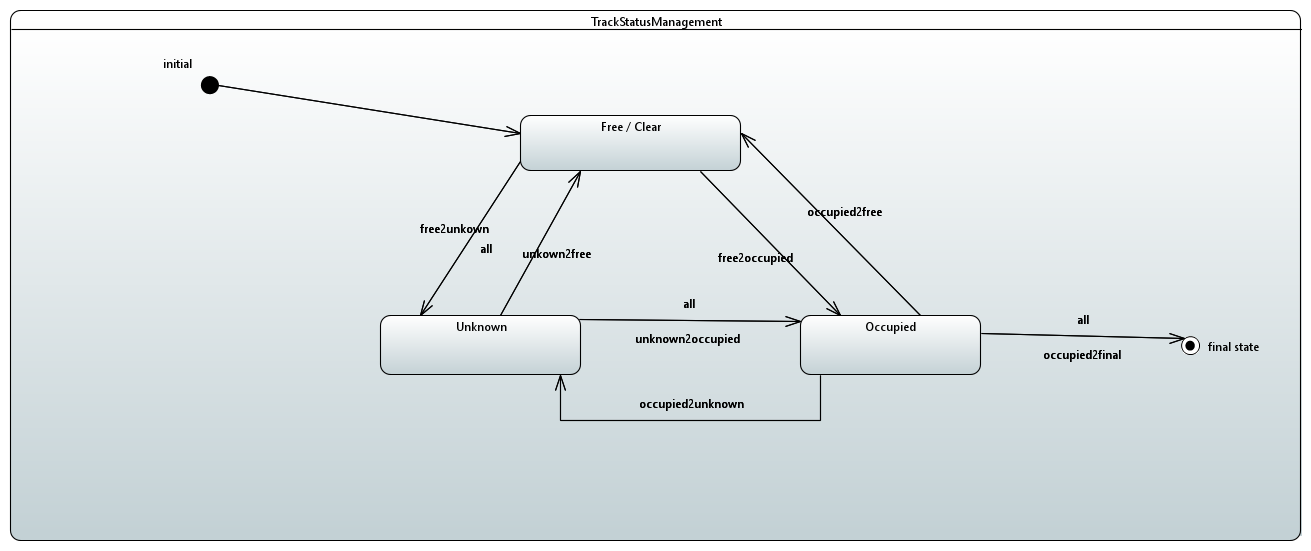 TrackStatusManagement
initial
Free / Clear
occupied2free
free2unkown
all
unkown2free
free2occupied
all
Unknown
Occupied
all
unknown2occupied
final state
occupied2final
occupied2unknown